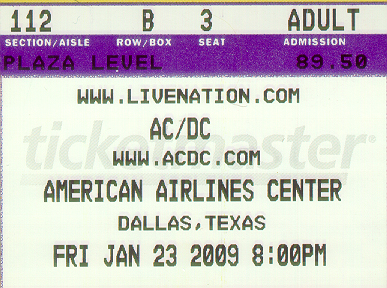 112 B 3 ADULT
SECTION/AISLE ROW/BOX SEAT ADMISSION
PLAZA LEVEL 89.50
WWW.LIVENATION.COM
AC/DC
ticketmaster®
WWW.ACDC.COM
AMERICAN AIRLINES CENTER
DALLAS,TEXAS
FRI JAN 23 2009 8:00PM